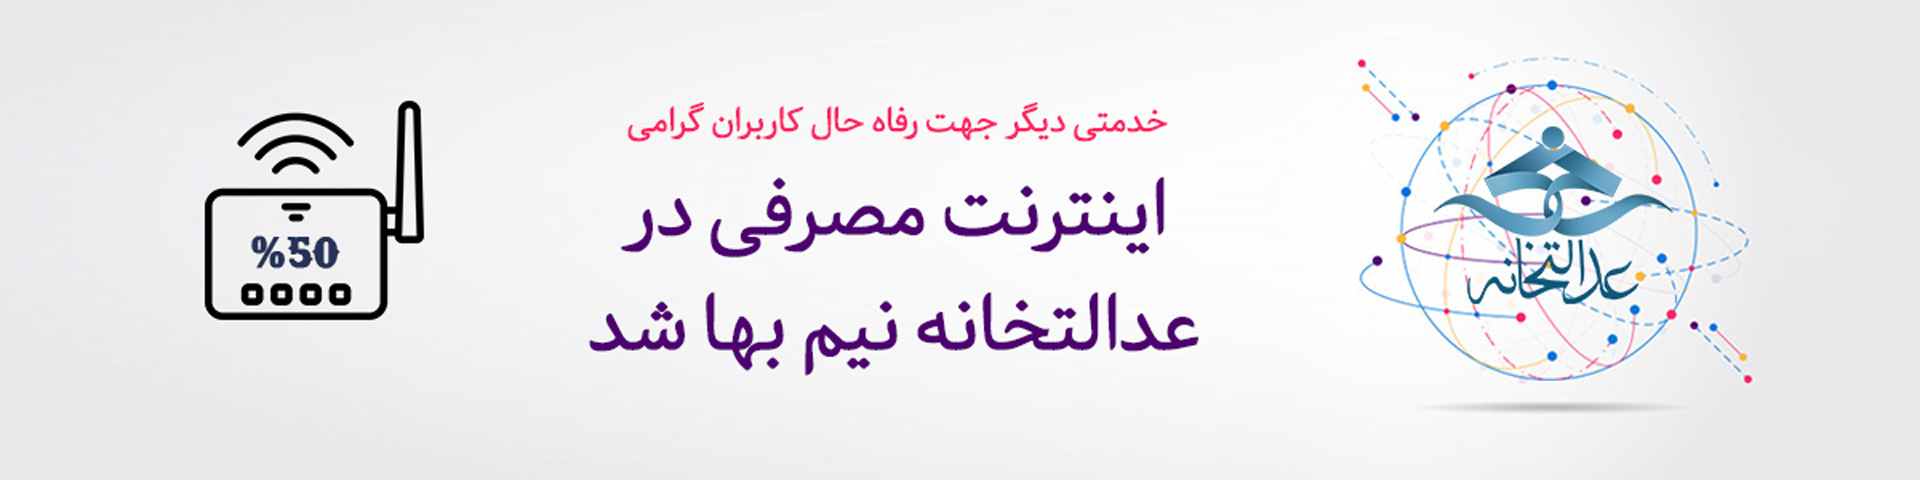 خدمتی دیگر جهت رفاه حال کاربران گرامی
اینترنت مصرفی در
عدالتخانه نیم بها شد
عدالتخانه
%50